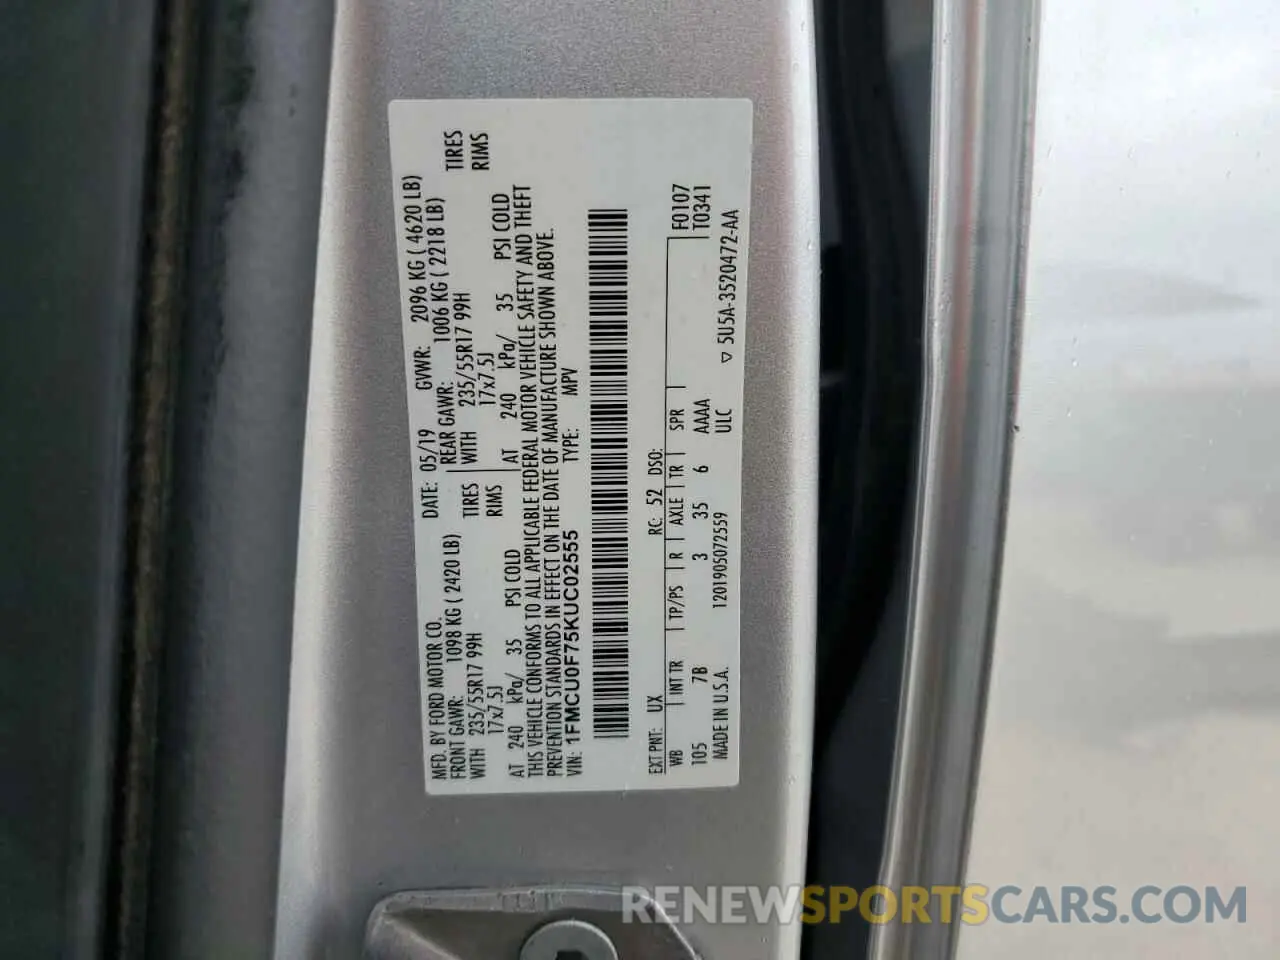 MFD. BY FORD MOTOR CO. DATE: 05/19 GVWR: 2096 KG ( 4620 LB)
FRONT GAWR: 1098 KG ( 2420 LB) REAR GAWR: 1006 KG ( 2218 LB)
WITH 235/55R17 99H TIRES WITH 235/55R17 99H TIRES
17x7.5J RIMS 17x7.5J RIMS
AT 240 kPa/ 35 PSI COLD AT 240 kPa/ 35 PSI COLD
THIS VEHICLE CONFORMS TO ALL APPLICABLE FEDERAL MOTOR VEHICLE SAFETY AND THEFT
PREVENTION STANDARDS IN EFFECT ON THE DATE OF MANUFACTURE SHOWN ABOVE.
VIN: 1FMCU0F75KUC02555 TYPE: MPV
EXT PNT: UX RC: 52 DSO:
WB INT TR TP/PS R AXLE TR SPR F0107
105 7B 3 35 6 AAAA T0341
MADE IN U.S.A. 1201905072559 ULC ▽ 5U5A-3520472-AA
RENEWSPORTSCARS.COM